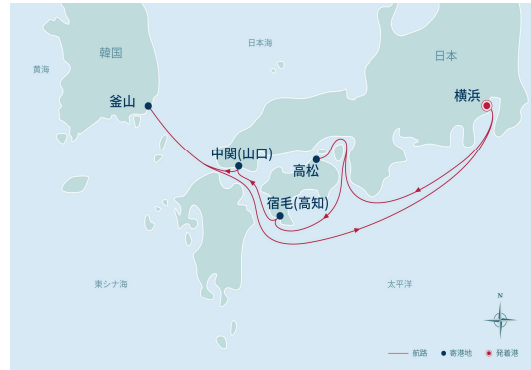 韓国
日本海
日本
黄海
釜山
横浜
中関(山口)
高松
宿毛(高知)
東シナ海
太平洋
N
航路
寄港地
発着港